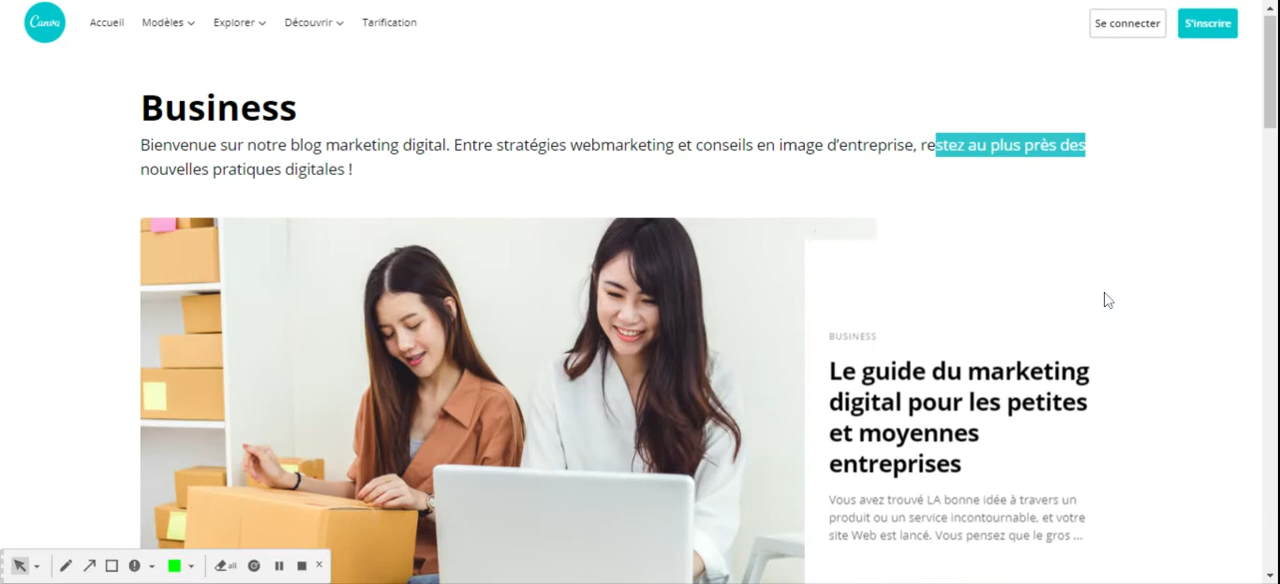 Canva Accueil Modèles Explorer Découvrir Tarification Se connecter S'inscrire
Business
Bienvenue sur notre blog marketing digital. Entre stratégies webmarketing et conseils en image d'entreprise, restez au plus près des
nouvelles pratiques digitales !
BUSINESS
Le guide du marketing
digital pour les petites
et moyennes
entreprises
Vous avez trouvé LA bonne idée à travers un
produit ou un service incontournable, et votre
site Web est lancé. Vous pensez que le gros ...
all